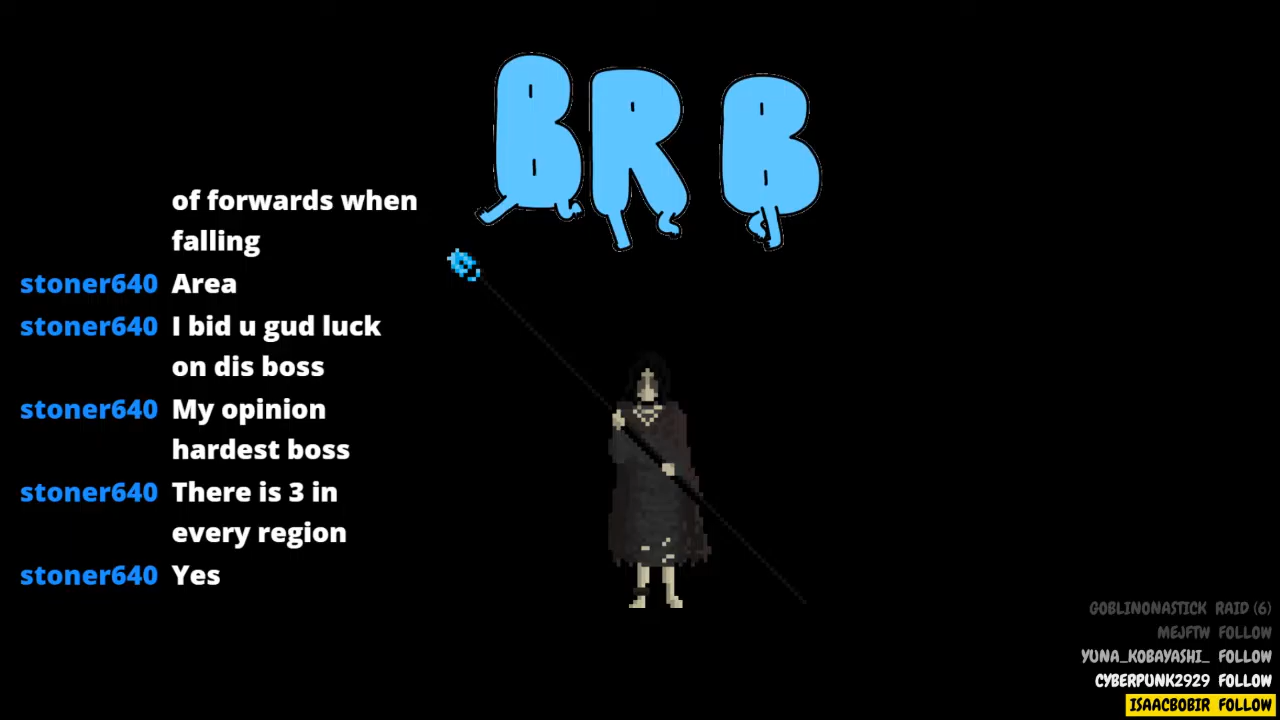 BRB
of forwards when
falling
stoner640 Area
stoner640 I bid u gud luck
on dis boss
stoner640 My opinion
hardest boss
stoner640 There is 3 in
every region
stoner640 Yes
GOBLINONASTICK RAID (6)
MEJFTW FOLLOW
YUNA_KOBAYASHI_ FOLLOW
CYBERPUNK2929 FOLLOW
ISAACBOBIR FOLLOW